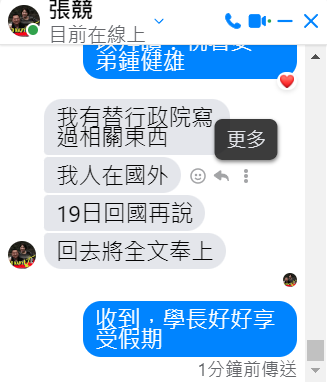 張競
目前在線上
弟鍾健雄
我有替行政院寫
過相關東西
更多
我人在國外
19日回國再說
回去將全文奉上
收到，學長好好享
受假期
1分鐘前傳送